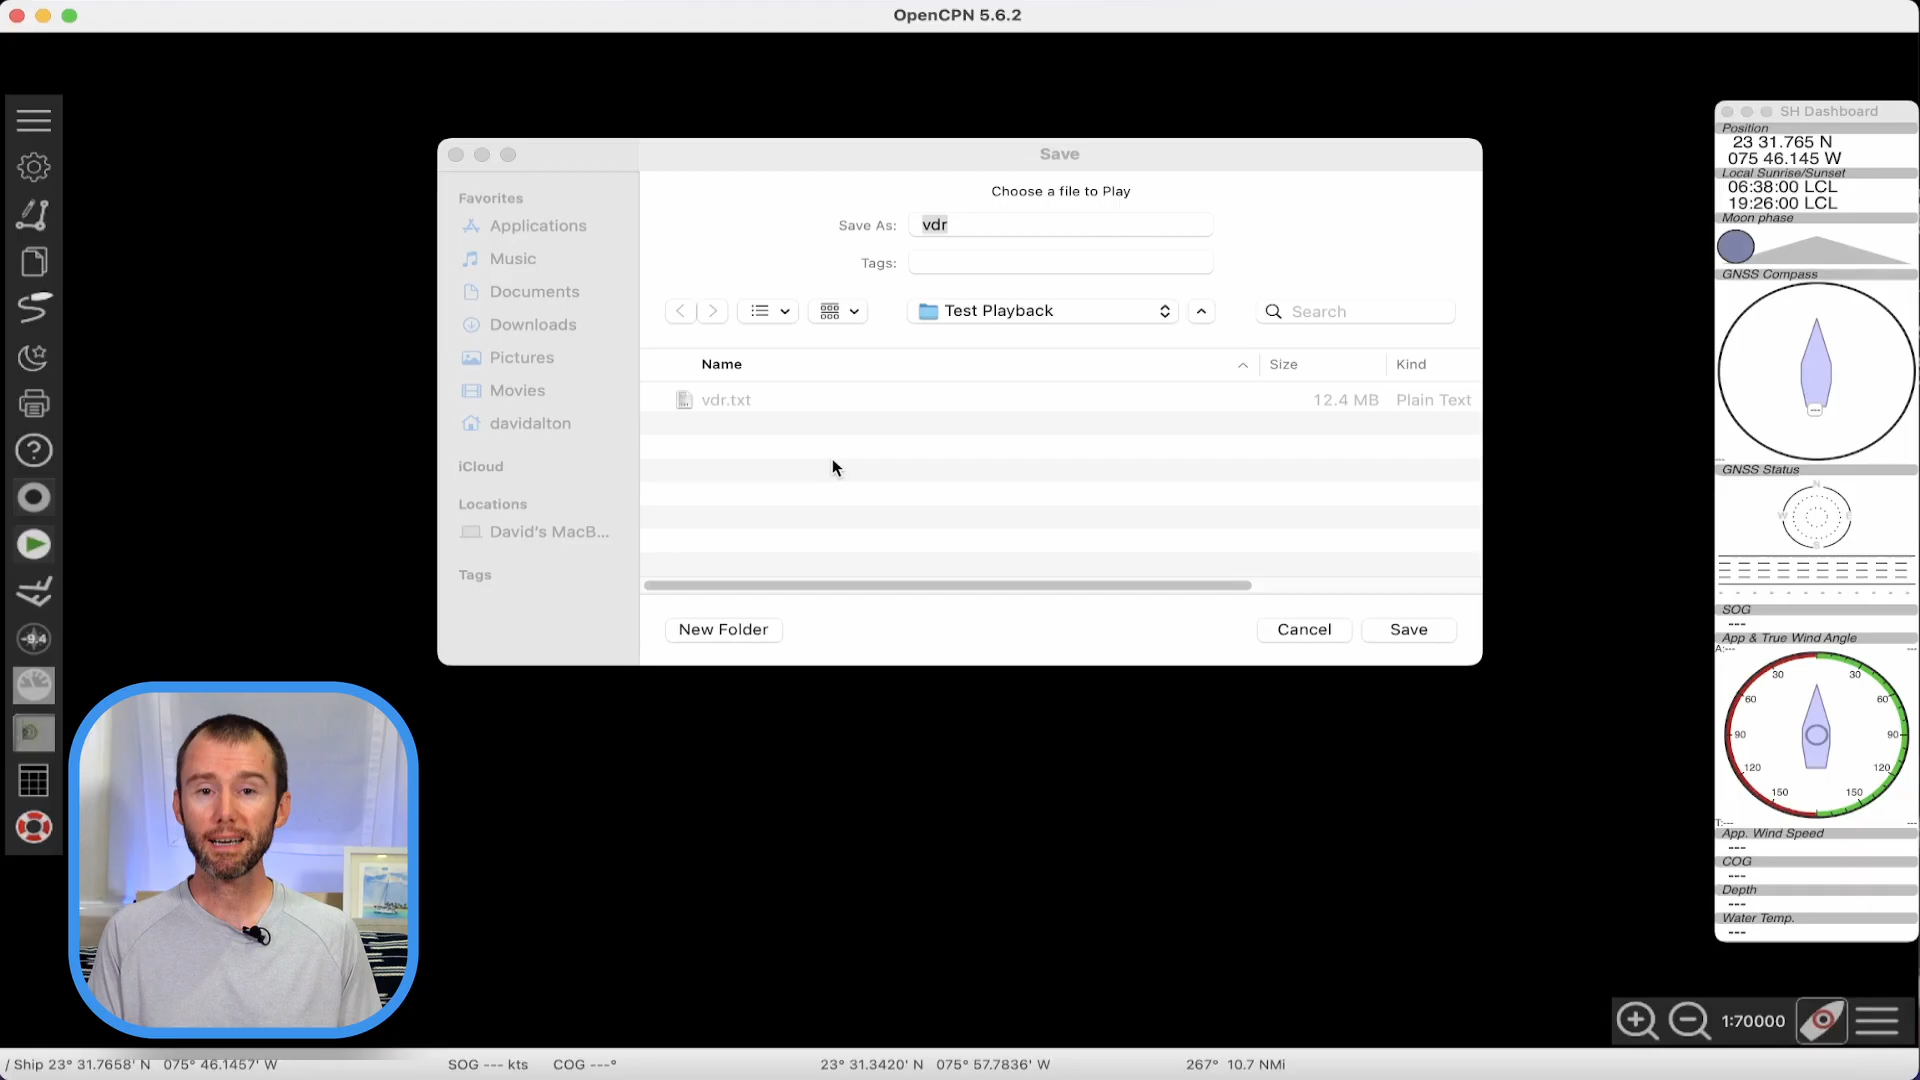 OpenCPN 5.6.2
Save
Choose a file to Play
Save As: vdr
Tags:
Test Playback
Search
Name Size Kind
vdr.txt 12.4 MB Plain Text
Favorites
Applications
Music
Documents
Downloads
Pictures
Movies
davidalton
iCloud
Locations
David's MacB...
Tags
New Folder Cancel Save
-9.4
SH Dashboard
Position
23 31.765 N
075 46.145 W
Local Sunrise/Sunset
06:38:00 LCL
19:26:00 LCL
Moon phase
GNSS Compass
---
---
GNSS Status
N
W E
S
SOG
---
App & True Wind Angle
A:--- ---
30 30
60 60
90 90
120 120
150 150
T:--- ---
App. Wind Speed
---
COG
---
Depth
---
Water Temp.
---
1:70000
/ Ship 23° 31.7658' N 075° 46.1457' W SOG --- kts COG ---° 23° 31.3420' N 075° 57.7836' W 267° 10.7 NMi